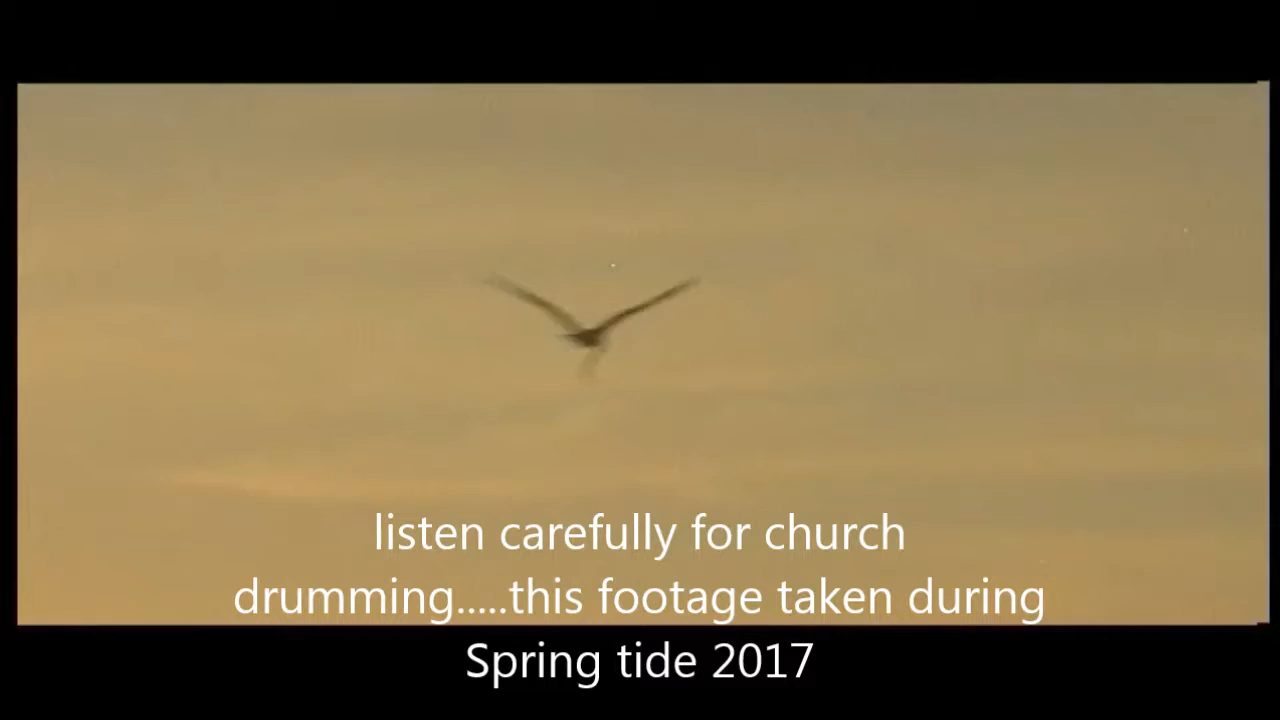 listen carefully for church
drumming.....this footage taken during
Spring tide 2017